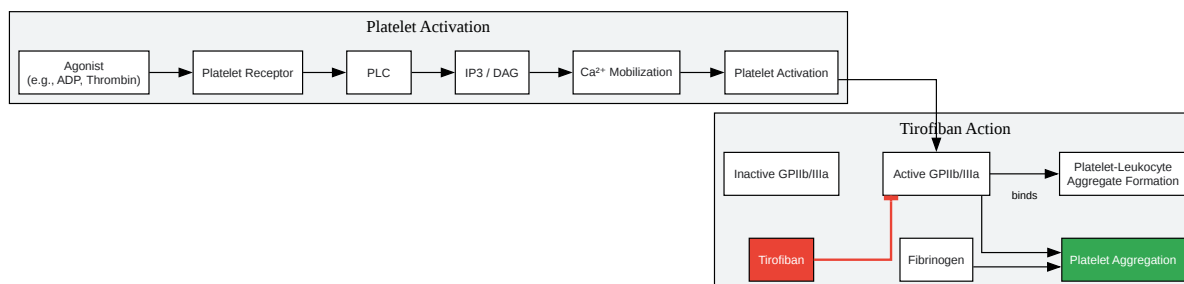 Platelet Activation
Agonist
(e.g., ADP, Thrombin)
Platelet Receptor
PLC
IP3 / DAG
Ca²⁺ Mobilization
Platelet Activation
Tirofiban Action
Inactive GPIIb/IIIa
Active GPIIb/IIIa
Platelet-Leukocyte
Aggregate Formation
binds
Tirofiban
Fibrinogen
Platelet Aggregation